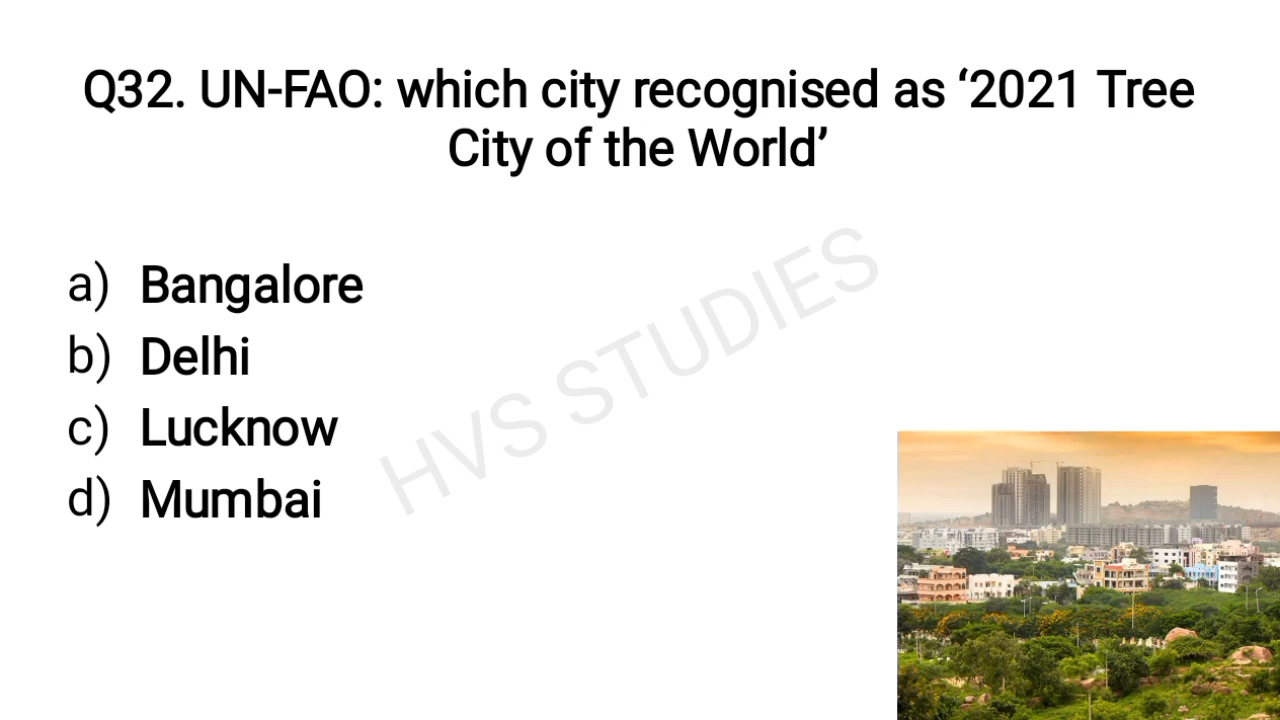 Q32. UN-FAO: which city recognised as ‘2021 Tree
City of the World’
a) Bangalore
b) Delhi
c) Lucknow
d) Mumbai
HVS STUDIES